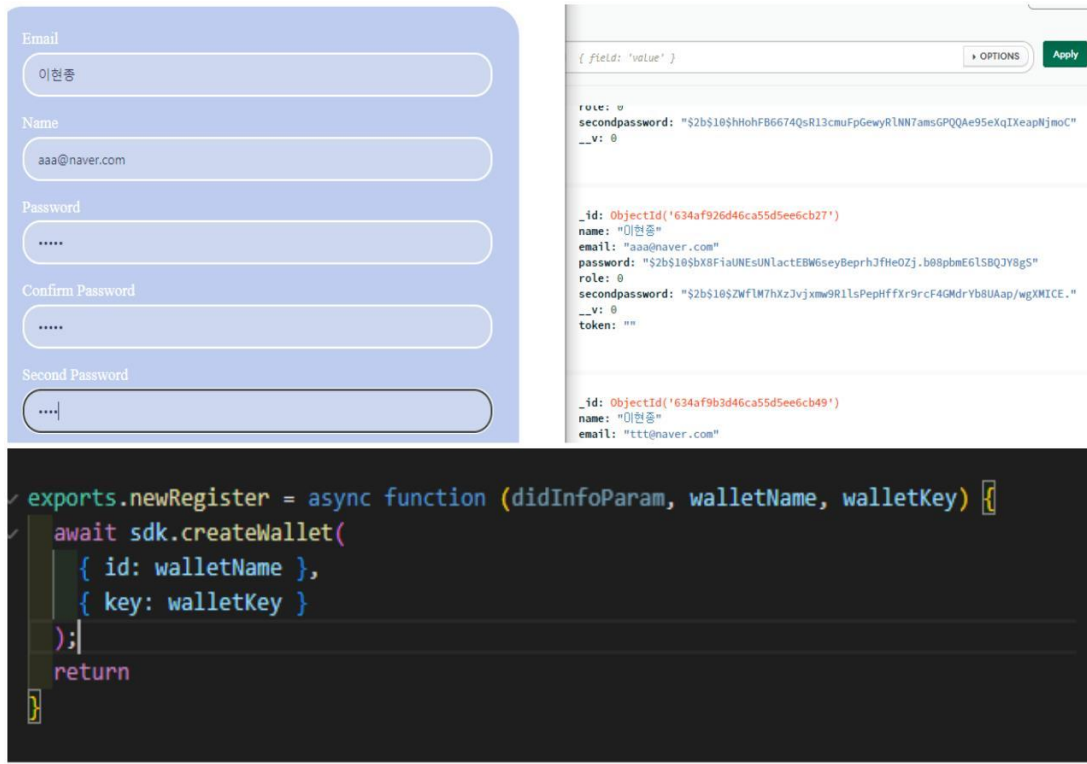 Email
이현종
Name
aaa@naver.com
Password
•••••
Confirm Password
•••••
Second Password
••••
{ field: 'value' }
OPTIONS
Apply
role: 0
secondpassword: "$2b$10$hHohFB6674QsR13cmuFpGewyRlNN7amsGPQQAe95eXqIXeapNjmoC"
__v: 0
_id: ObjectId('634af926d46ca55d5ee6cb27')
name: "이현종"
email: "aaa@naver.com"
password: "$2b$10$bX8FiaUNEsUNlactEBW6seyBeprhJfHeOZj.b08pbmE6lSBQJY8gS"
role: 0
secondpassword: "$2b$10$ZWflM7hXzJvjxmw9R1lsPepHffXr9rcF4GMdrYb8UAap/wgXMICE."
__v: 0
token: ""
_id: ObjectId('634af9b3d46ca55d5ee6cb49')
name: "이현종"
email: "ttt@naver.com"
exports.newRegister = async function (didInfoParam, walletName, walletKey) {
await sdk.createWallet(
{ id: walletName },
{ key: walletKey }
);
return
}